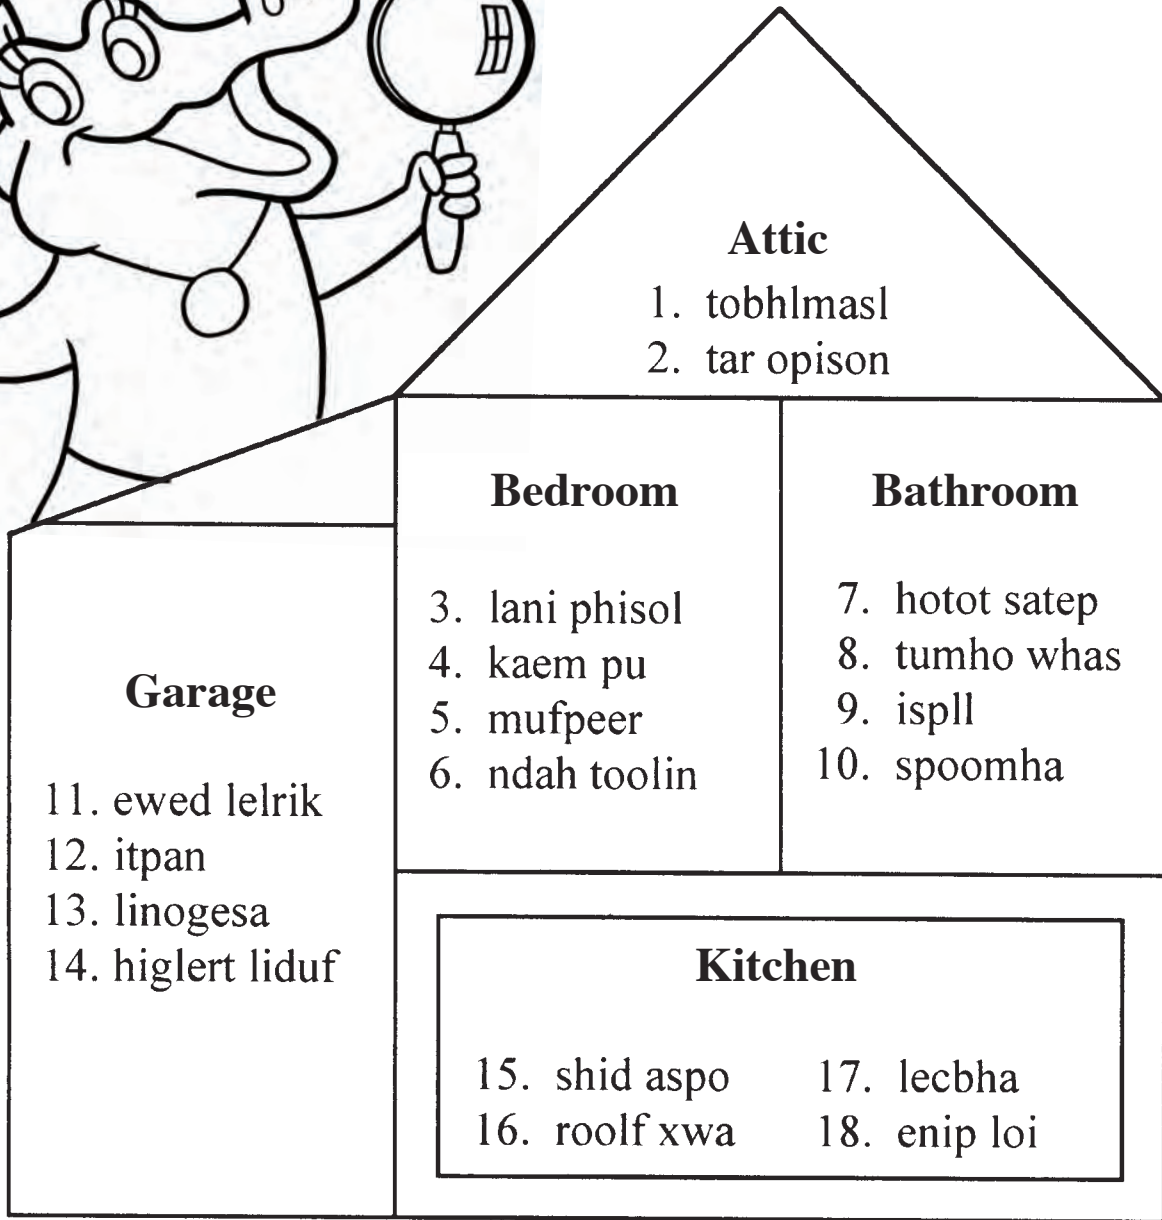 Attic
1. tobhlmasl
2. tar opison
Bedroom
3. lani phisol
4. kaem pu
5. mufpeer
6. ndah toolin
Bathroom
7. hotot satep
8. tumho whas
9. ispll
10. spoomha
Garage
11. ewed lelrik
12. itpan
13. linogesa
14. higlert liduf
Kitchen
15. shid aspo
16. roolf xwa
17. lecbha
18. enip loi